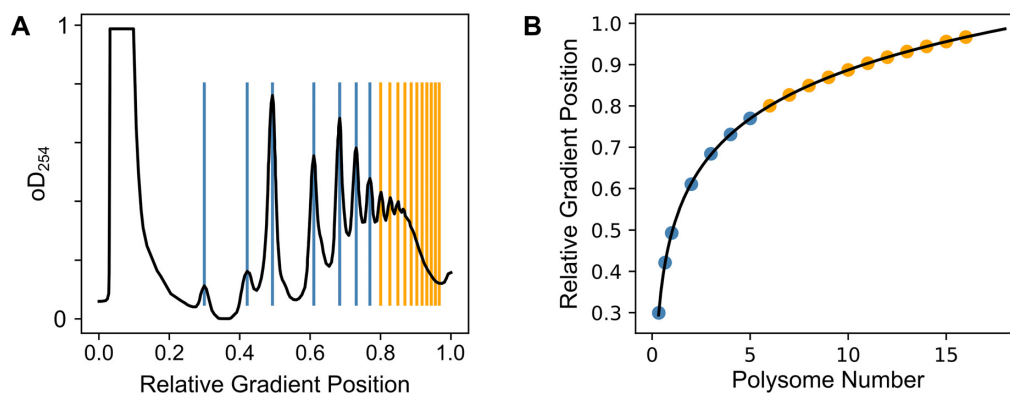 A
1
oD₂₅₄
0
0.0 0.2 0.4 0.6 0.8 1.0
Relative Gradient Position
B
1.0
0.9
0.8
0.7
0.6
0.5
0.4
0.3
Relative Gradient Position
0 5 10 15
Polysome Number